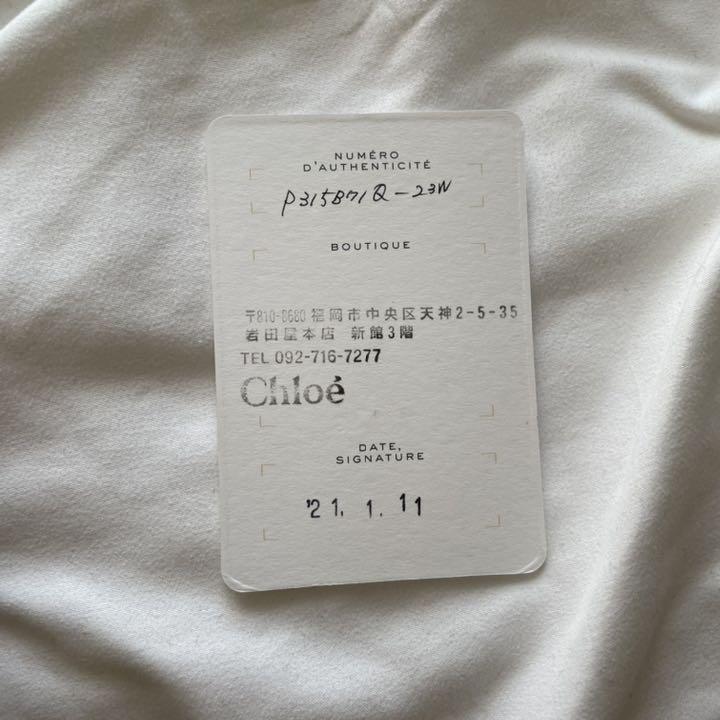 NUMÉRO
D'AUTHENTICITÉ
P315B71Q-23W
BOUTIQUE
〒810-8680 福岡市中央区天神2-5-35
岩田屋本店 新館3階
TEL 092-716-7277
Chloé
DATE,
SIGNATURE
'21. 1. 11